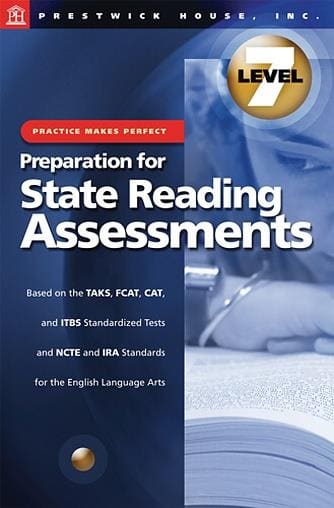 PH
PRESTWICK HOUSE, INC.
7
LEVEL
PRACTICE MAKES PERFECT
Preparation for
State Reading
Assessments
Based on the TAKS, FCAT, CAT,
and ITBS Standardized Tests
and NCTE and IRA Standards
for the English Language Arts